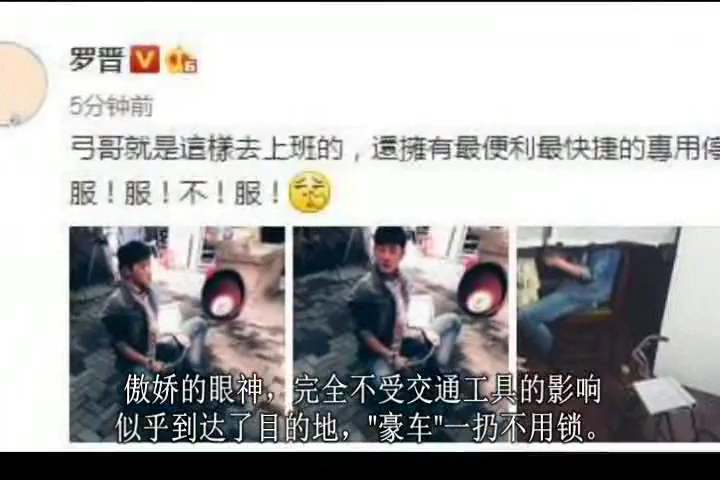 罗晋
5分钟前
弓哥就是這樣去上班的，還擁有最便利最快捷的專用停
服！服！不！服！
傲娇的眼神，完全不受交通工具的影响
似乎到达了目的地，"豪车"一扔不用锁。